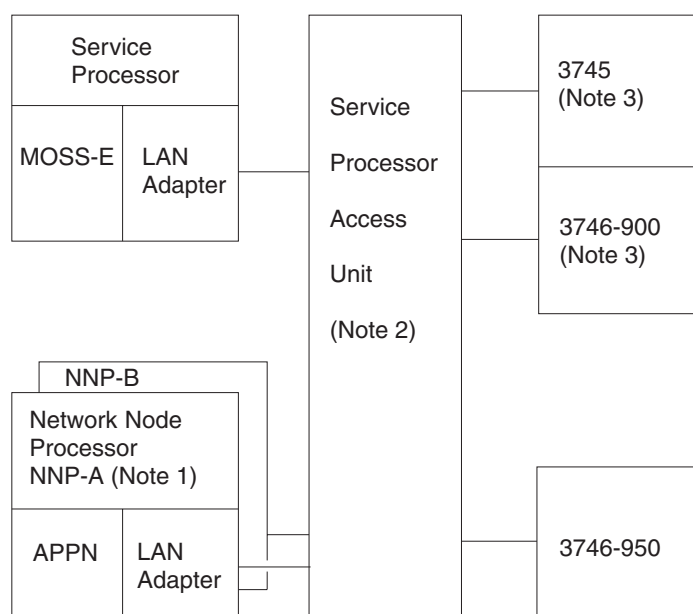 Service
Processor
MOSS-E
LAN
Adapter
Service
Processor
Access
Unit
(Note 2)
3745
(Note 3)
3746-900
(Note 3)
NNP-B
Network Node
Processor
NNP-A (Note 1)
APPN
LAN
Adapter
3746-950